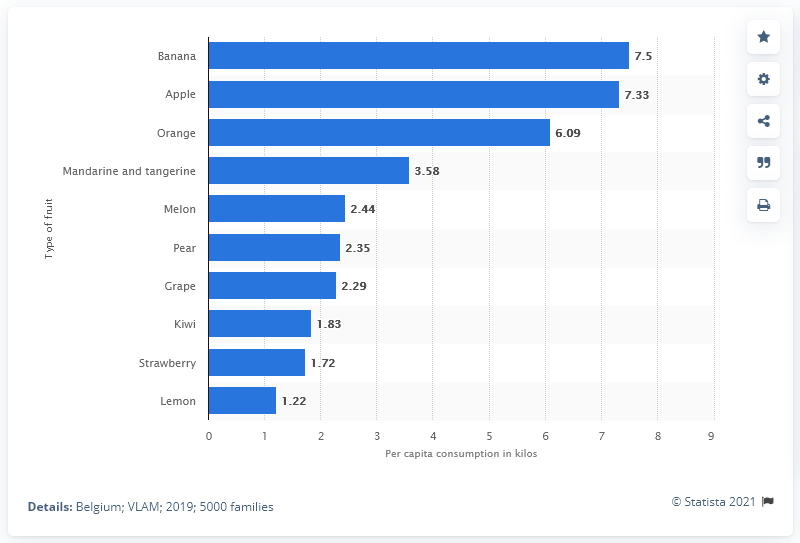 Banana 7.5
Apple 7.33
Orange 6.09
Mandarine and tangerine 3.58
Melon 2.44
Pear 2.35
Grape 2.29
Kiwi 1.83
Strawberry 1.72
Lemon 1.22
Type of fruit
0 1 2 3 4 5 6 7 8 9
Per capita consumption in kilos
Details: Belgium; VLAM; 2019; 5000 families
© Statista 2021